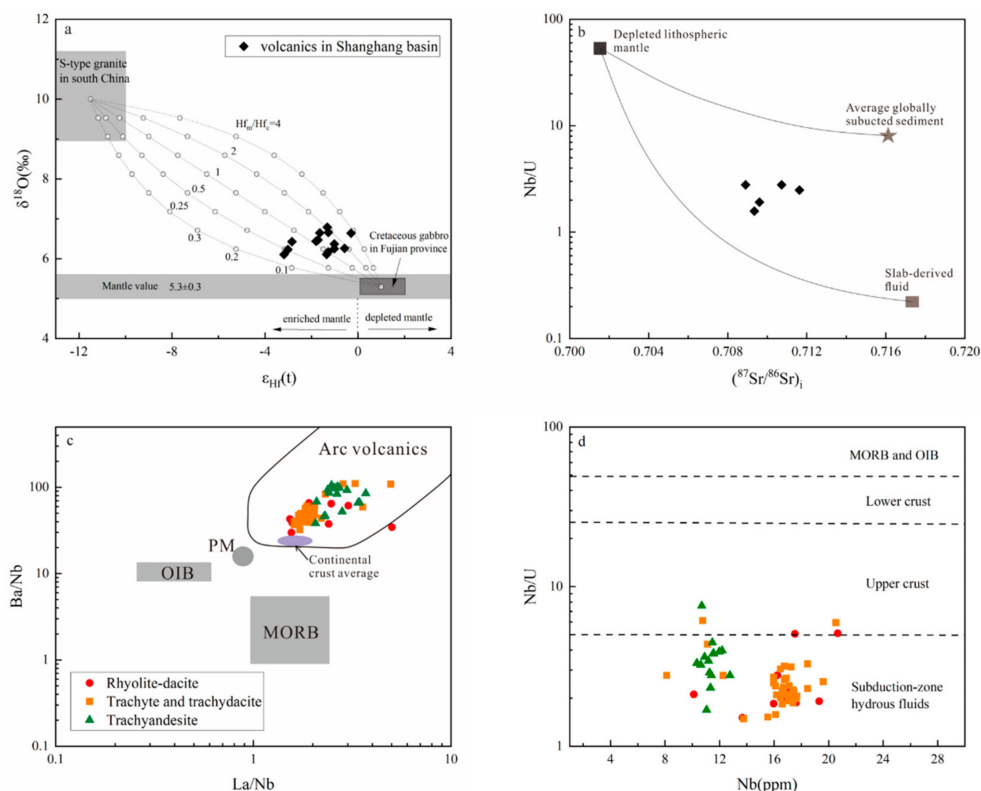 a
volcanics in Shanghang basin
S-type granite
in south China
Hfm/Hfc=4
2
1
0.5
0.25
0.3
0.2
0.1
Cretaceous gabbro
in Fujian province
Mantle value 5.3±0.3
enriched mantle
depleted mantle
12
10
8
6
4
δ18O(‰)
-12
-8
-4
0
4
εHf(t)
b
Depleted lithospheric
mantle
Average globally
subducted sediment
Slab-derived
fluid
100
10
1
0.1
Nb/U
0.700
0.704
0.708
0.712
0.716
0.720
(87Sr/86Sr)i
c
Arc volcanics
PM
Continental
crust average
OIB
MORB
Rhyolite-dacite
Trachyte and trachydacite
Trachyandesite
100
10
1
0.1
Ba/Nb
0.1
1
10
La/Nb
d
MORB and OIB
Lower crust
Upper crust
Subduction-zone
hydrous fluids
100
10
1
Nb/U
4
8
12
16
20
24
28
Nb(ppm)